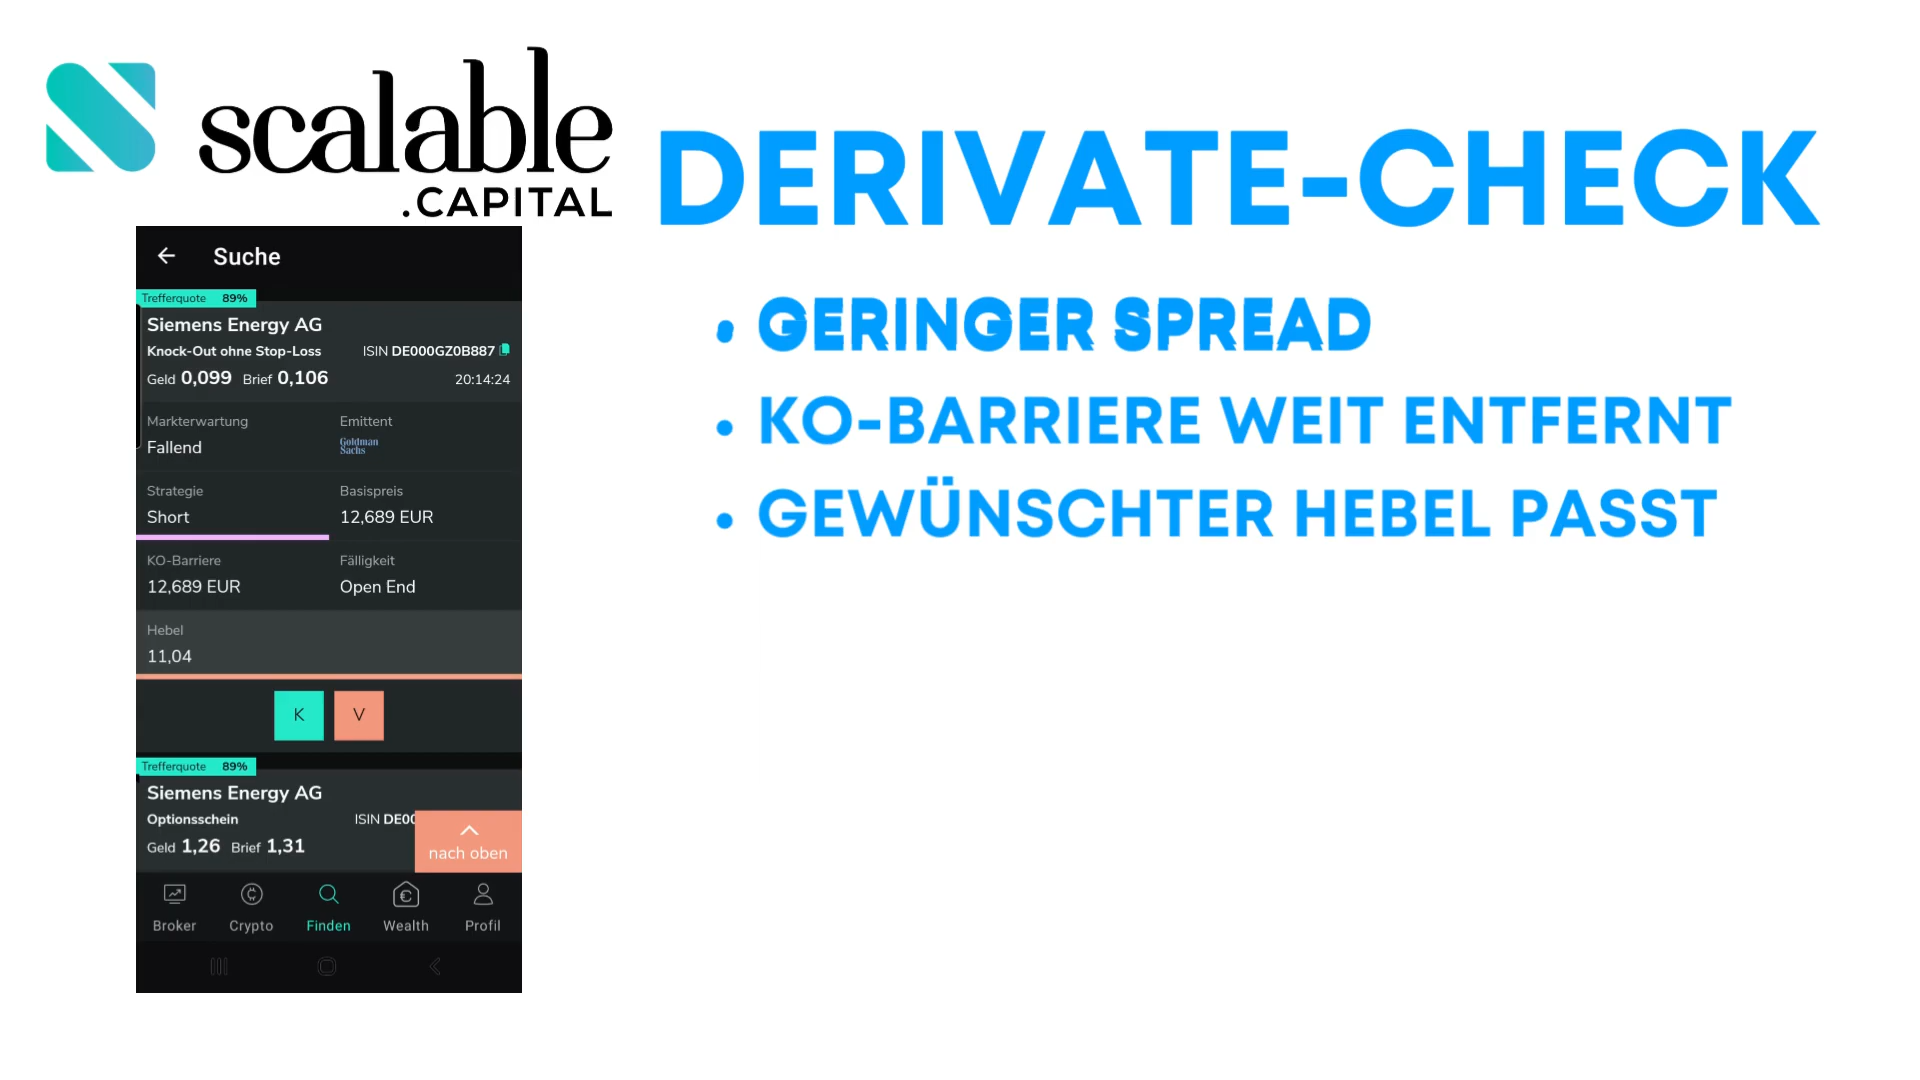 scalable
.CAPITAL
DERIVATE-CHECK
• GERINGER SPREAD
• KO-BARRIERE WEIT ENTFERNT
• GEWÜNSCHTER HEBEL PASST
Suche
Trefferquote 89%
Siemens Energy AG
Knock-Out ohne Stop-Loss ISIN DE000GZ0B887
Geld 0,099 Brief 0,106 20:14:24
Markterwartung Emittent
Fallend Goldman Sachs
Strategie Basispreis
Short 12,689 EUR
KO-Barriere Fälligkeit
12,689 EUR Open End
Hebel
11,04
K V
Trefferquote 89%
Siemens Energy AG
Optionsschein ISIN DE00
Geld 1,26 Brief 1,31
nach oben
Broker Crypto Finden Wealth Profil